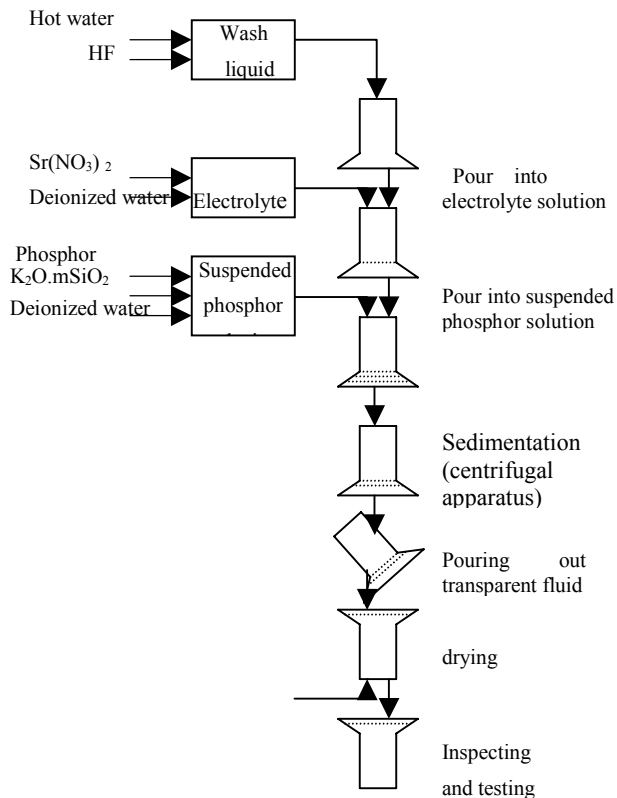 Hot water
HF
Wash
liquid
Sr(NO₃) ₂
Deionized water
Electrolyte
Pour into
electrolyte solution
Phosphor
K₂O.mSiO₂
Deionized water
Suspended
phosphor
Pour into suspended
phosphor solution
Sedimentation
(centrifugal
apparatus)
Pouring out
transparent fluid
drying
Inspecting
and testing